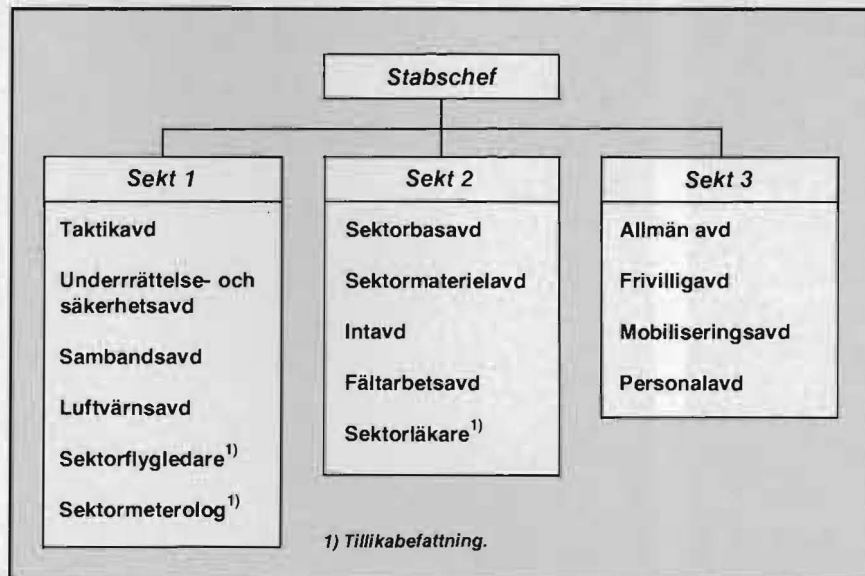 Stabschef
Sekt 1
Taktikavd
Underrrättelse- och
säkerhetsavd
Sambandsavd
Luftvärnsavd
Sektorflygledare1)
Sektormeterolog1)
Sekt 2
Sektorbasavd
Sektormaterielavd
Intavd
Fältarbetsavd
Sektorläkare1)
Sekt 3
Allmän avd
Frivilligavd
Mobiliseringsavd
Personalavd
1) Tillikabefattning.